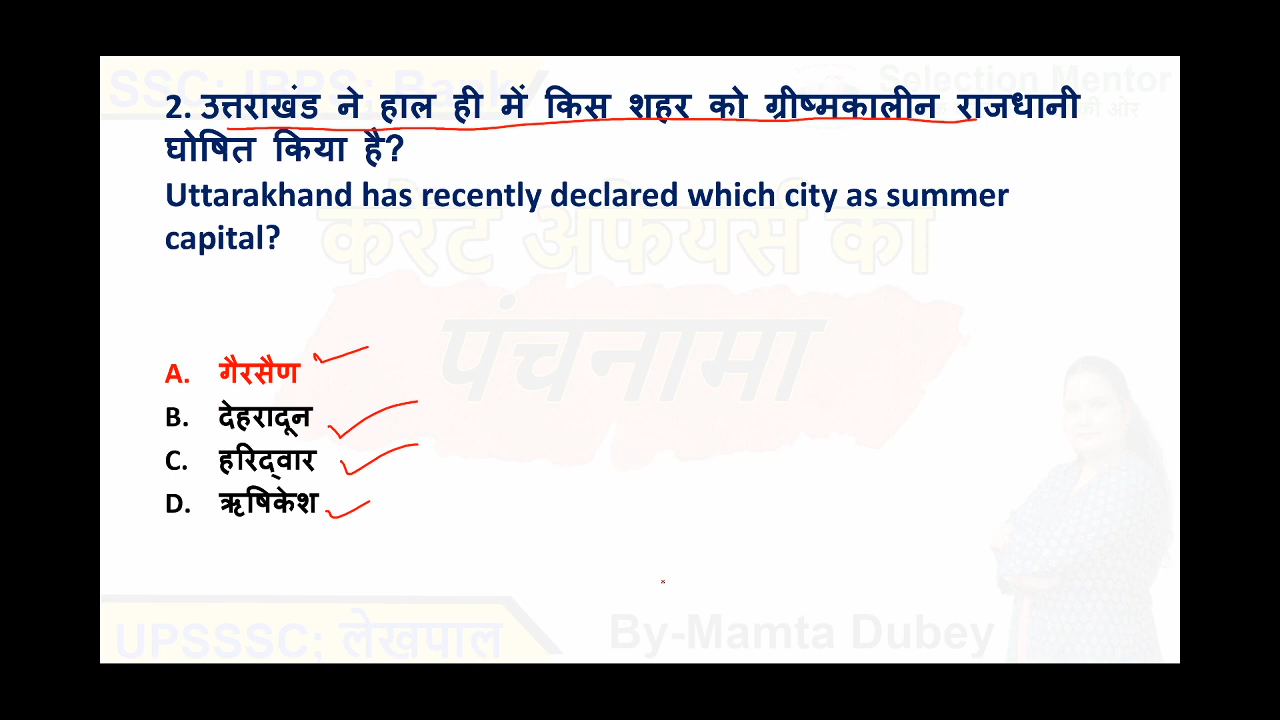 SSC; IBPS; Bank
Selection Mentor
2. उत्तराखंड ने हाल ही में किस शहर को ग्रीष्मकालीन राजधानी
घोषित किया है?
Uttarakhand has recently declared which city as summer
capital?
करेंट अफेयर्स का
पंचनामा
A. गैरसैण
B. देहरादून
C. हरिद्वार
D. ऋषिकेश
UPSSSC; लेखपाल
By-Mamta Dubey